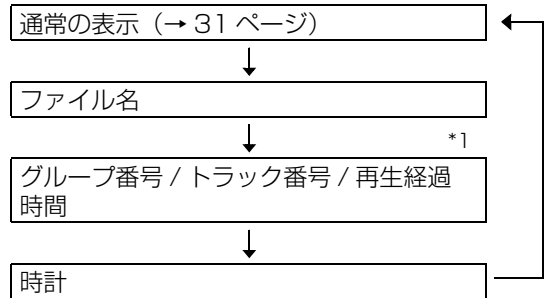 通常の表示（→ 31 ページ）
ファイル名
*1
グループ番号 / トラック番号 / 再生経過
時間
時計